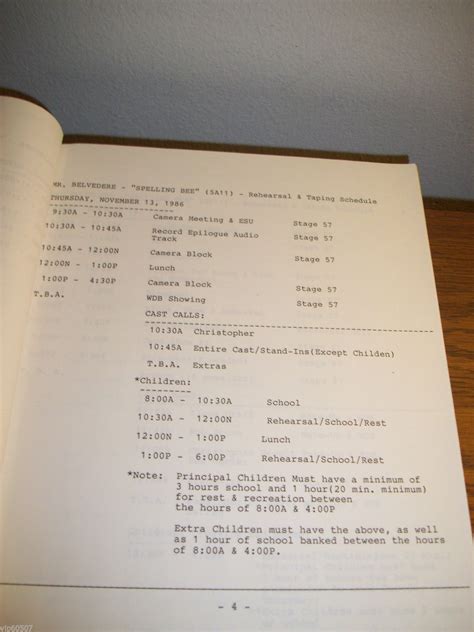 MR. BELVEDERE - "SPELLING BEE" (5A11) - Rehearsal & Taping Schedule
THURSDAY, NOVEMBER 13, 1986
9:30A - 10:30A Camera Meeting & ESU Stage 57
10:30A - 10:45A Record Epilogue Audio Track Stage 57
10:45A - 12:00N Camera Block Stage 57
12:00N - 1:00P Lunch
1:00P - 4:30P Camera Block Stage 57
T.B.A. WDB Showing Stage 57
CAST CALLS:
10:30A Christopher
10:45A Entire Cast/Stand-Ins(Except Childen)
T.B.A. Extras
*Children:
8:00A - 10:30A School
10:30A - 12:00N Rehearsal/School/Rest
12:00N - 1:00P Lunch
1:00P - 6:00P Rehearsal/School/Rest
*Note: Principal Children Must have a minimum of
3 hours school and 1 hour(20 min. minimum)
for rest & recreation between
the hours of 8:00A & 4:00P
Extra Children must have the above, as well
as 1 hour of school banked between the hours
of 8:00A & 4:00P.
- 4 -
vip60507